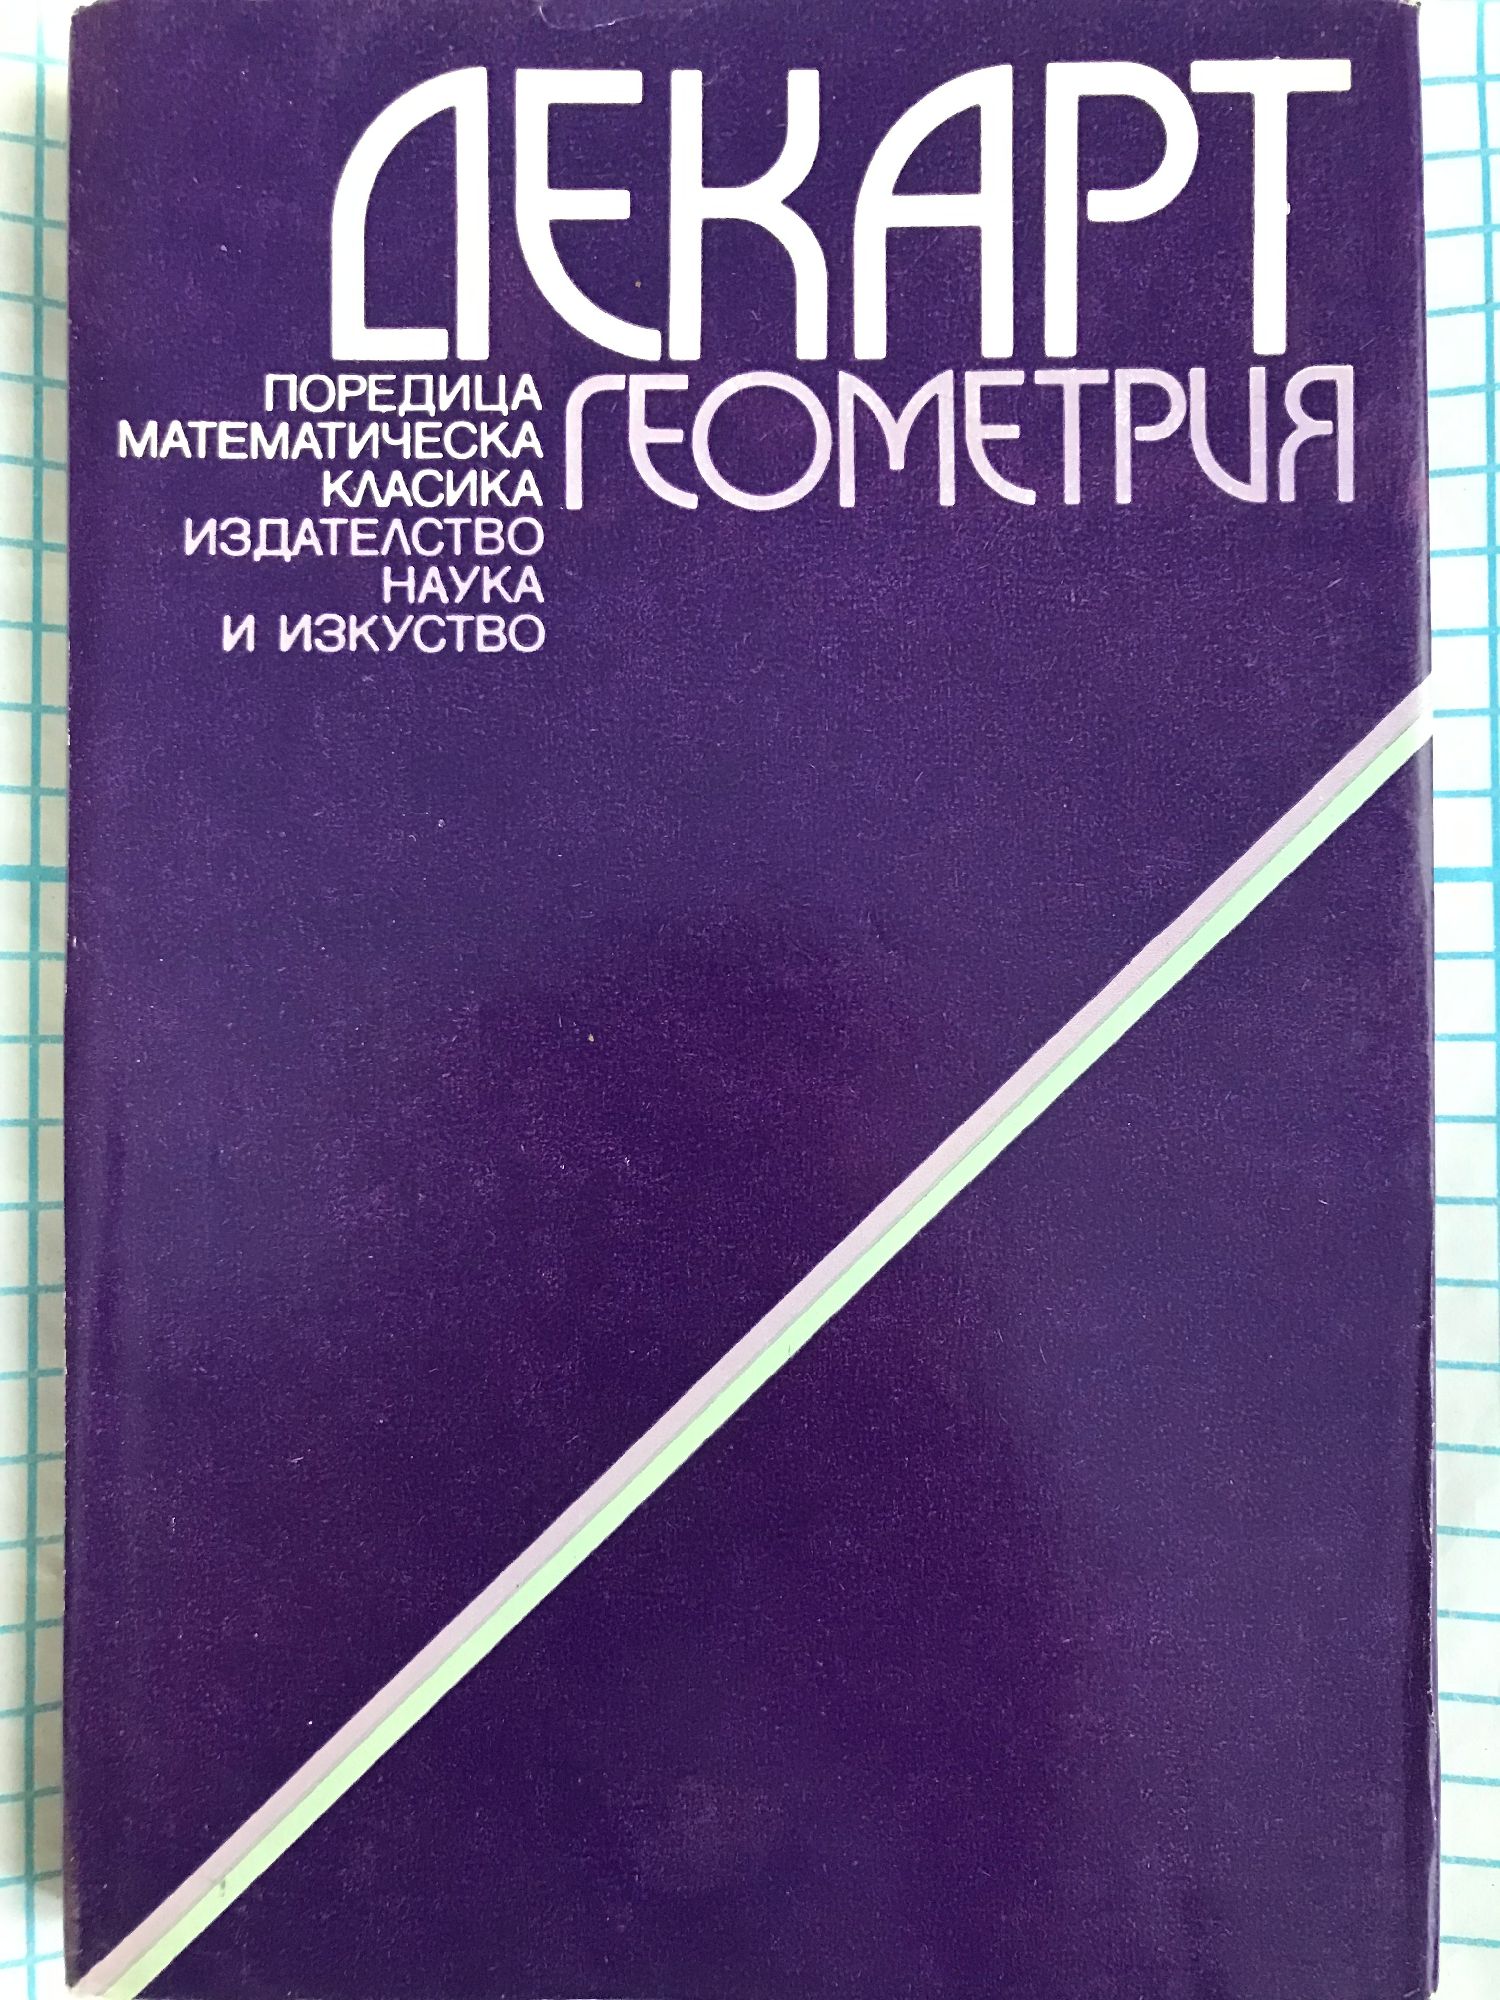 ДЕКАРТ
ГЕОМЕТРИЯ
ПОРЕДИЦА
МАТЕМАТИЧЕСКА
КЛАСИКА
ИЗДАТЕЛСТВО
НАУКА
И ИЗКУСТВО